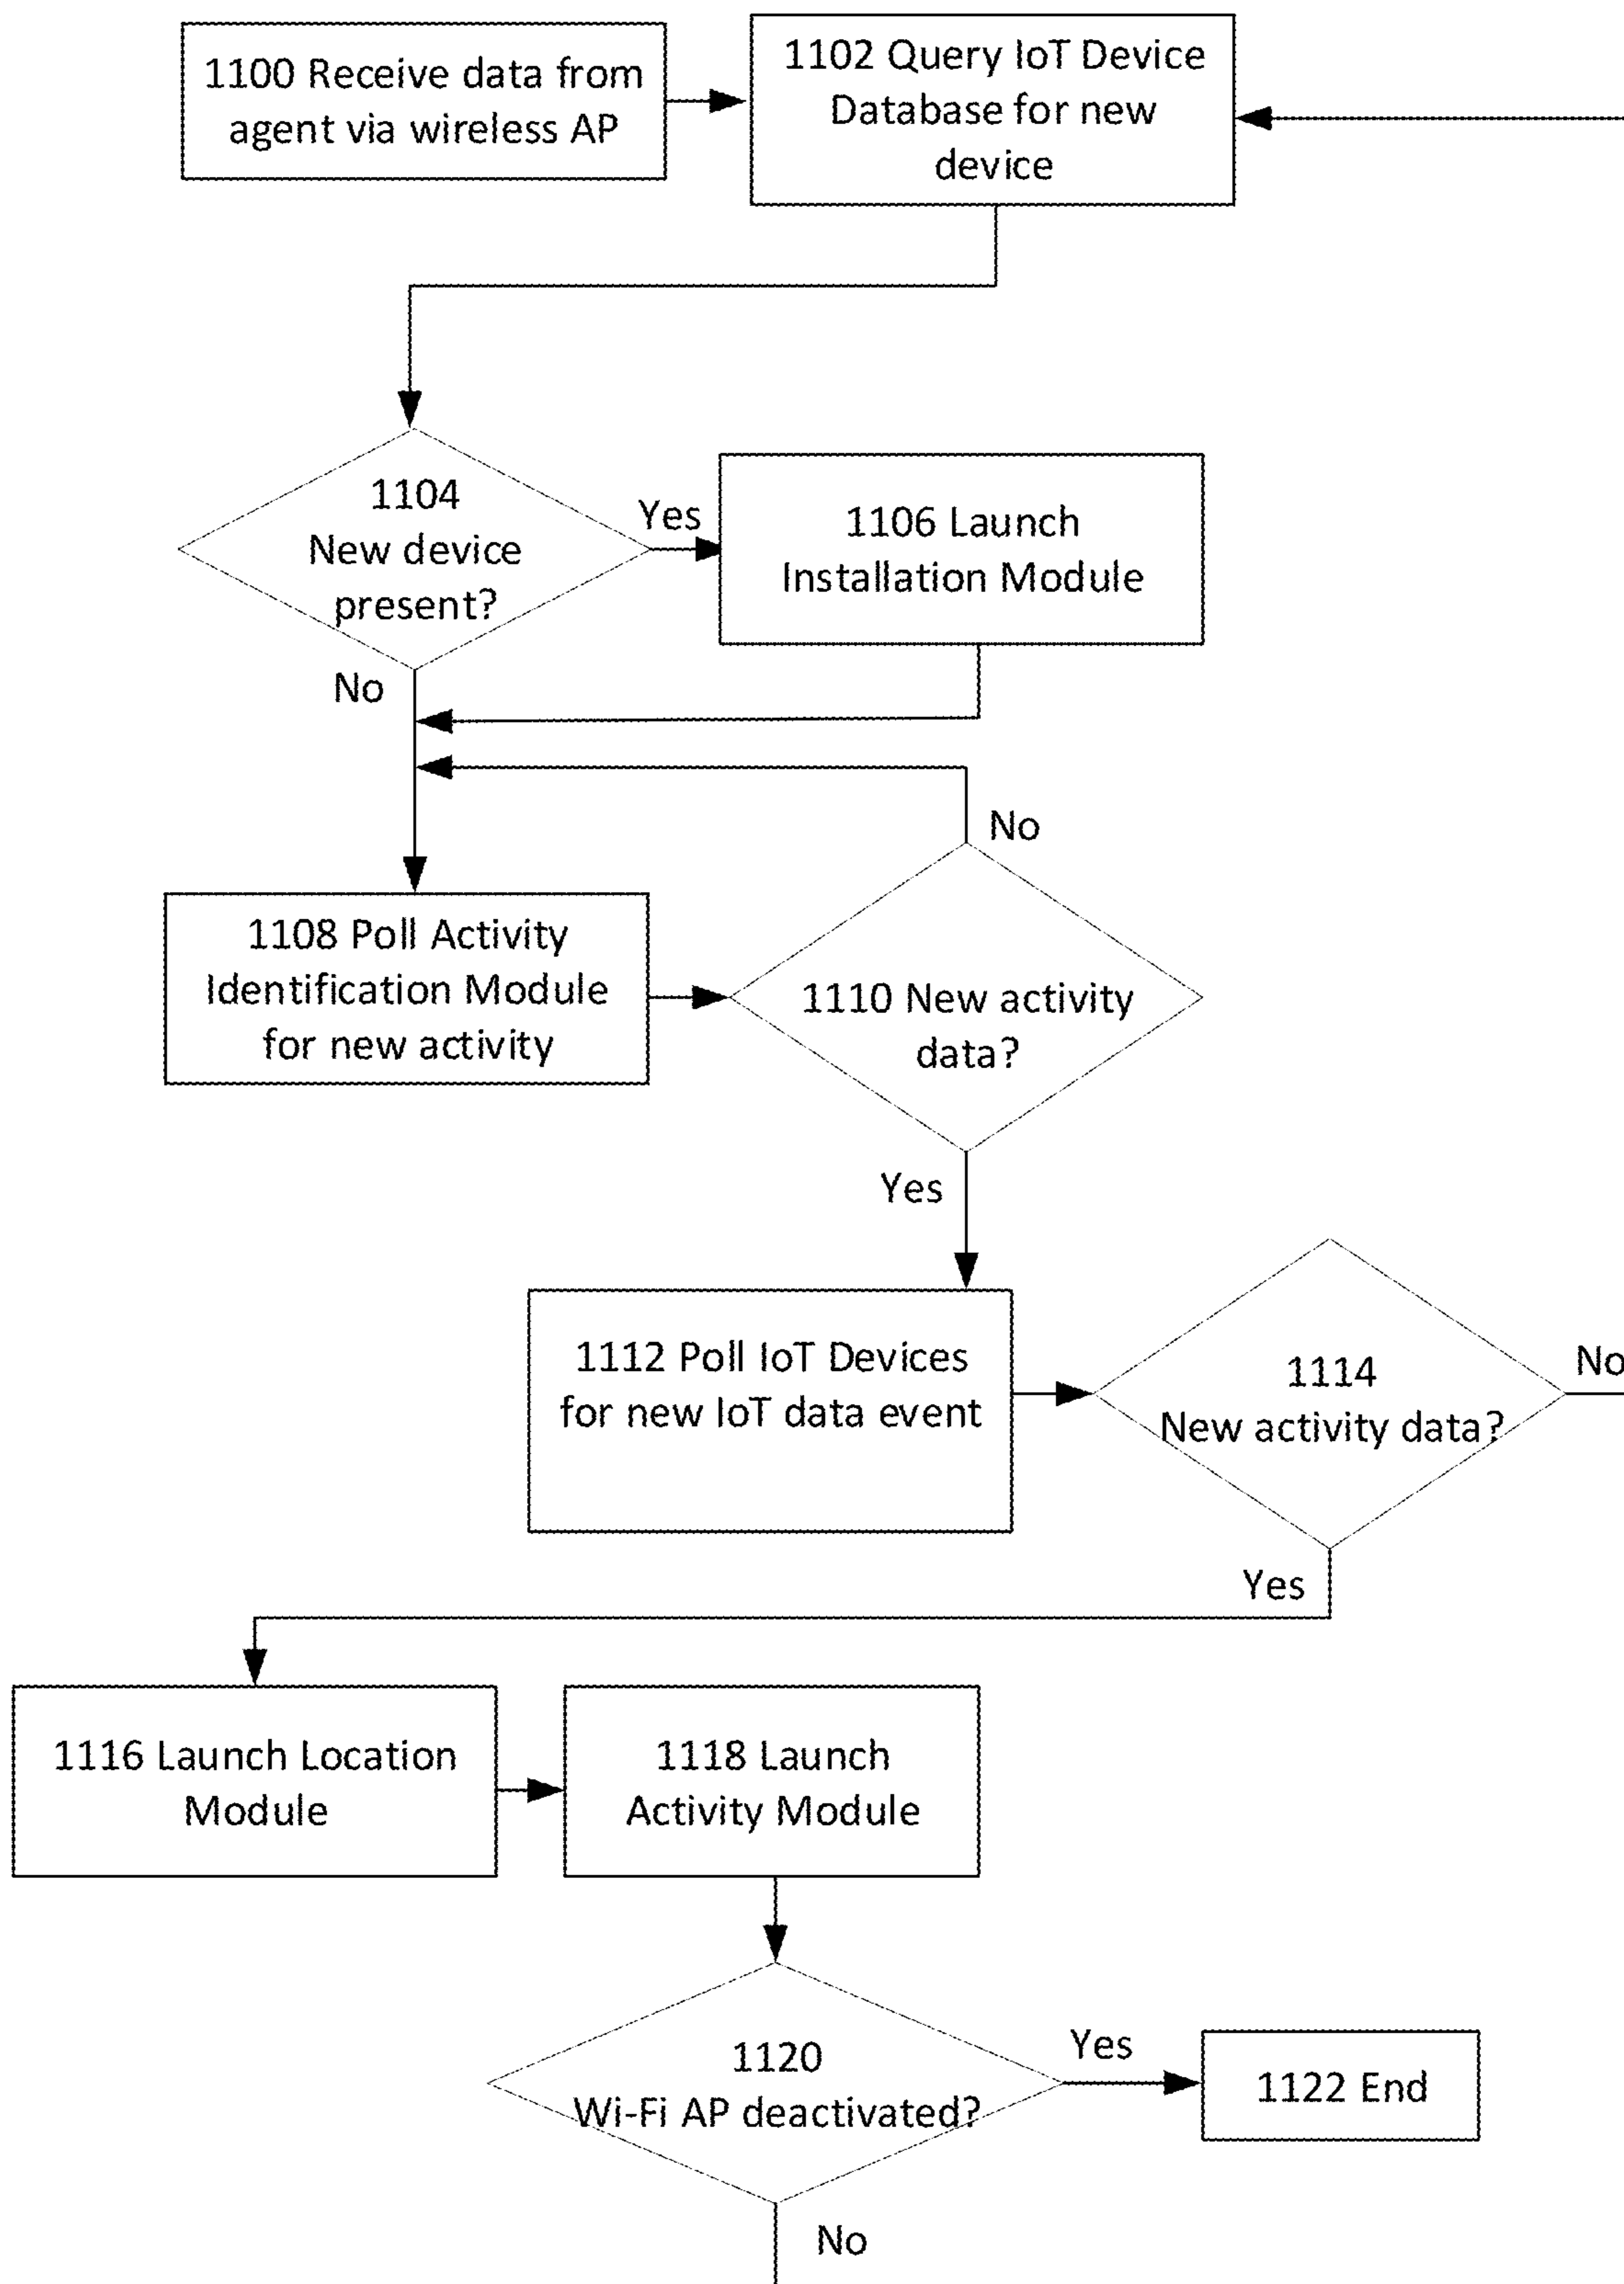 1100 Receive data from
agent via wireless AP
1102 Query IoT Device
Database for new
device
1104
New device
present?
Yes
1106 Launch
Installation Module
No
No
1108 Poll Activity
Identification Module
for new activity
1110 New activity
data?
Yes
1112 Poll IoT Devices
for new IoT data event
1114
New activity data?
No
Yes
1116 Launch Location
Module
1118 Launch
Activity Module
1120
Wi-Fi AP deactivated?
Yes
1122 End
No